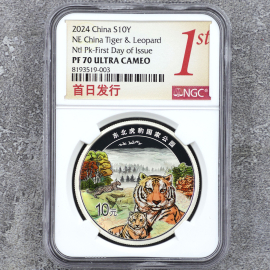 2024 China S10Y
NE China Tiger & Leopard
Ntl Pk-First Day of Issue
PF 70 ULTRA CAMEO
8193519-003
首日发行
1st
NGC
东北虎豹国家公园
10元